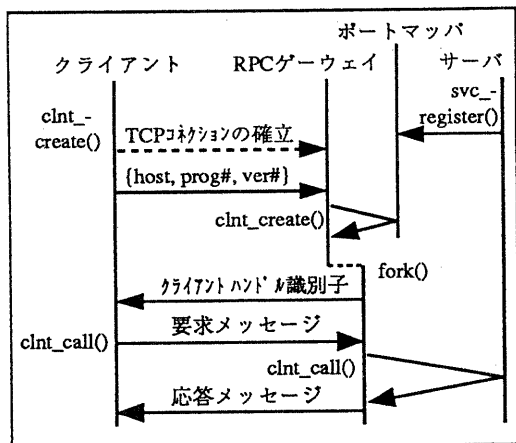 ポートマッパ
クライアント
RPCゲーウェイ
サーバ
svc_-
register()
clnt_-
create()
TCPコネクションの確立
{host, prog#, ver#}
clnt_create()
fork()
クライアント ハンドル識別子
要求メッセージ
clnt_call()
clnt_call()
応答メッセージ